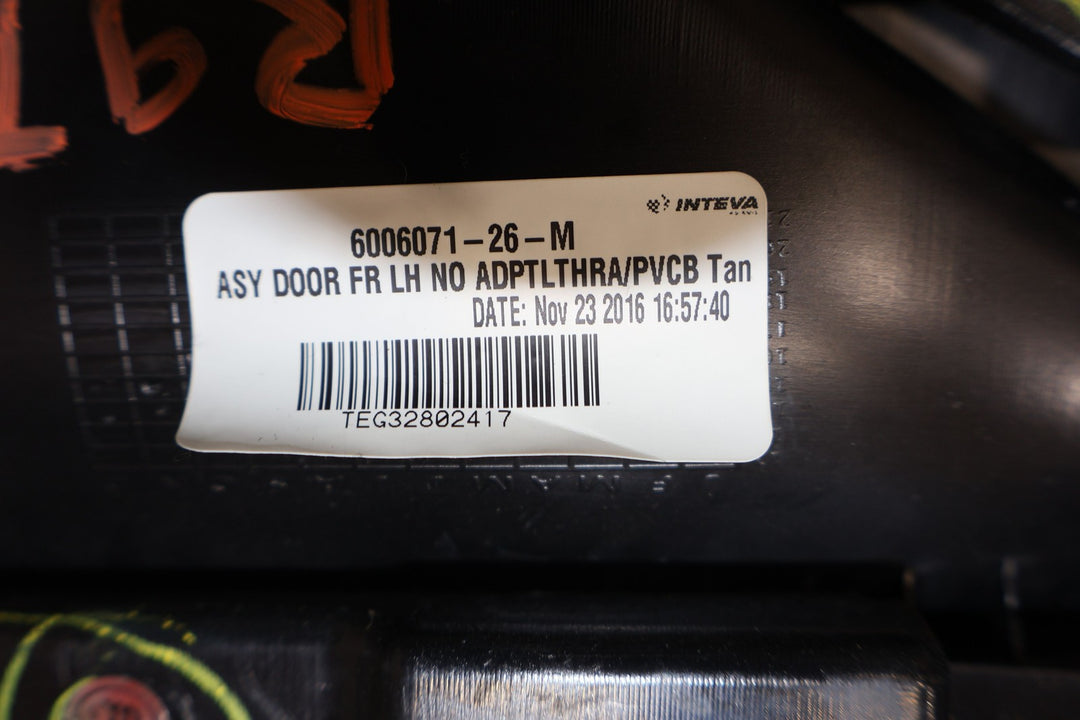 INTEVA
6006071-26-M
ASY DOOR FR LH NO ADPTLTHRA/PVCB Tan
DATE: Nov 23 2016 16:57:40
TEG32802417